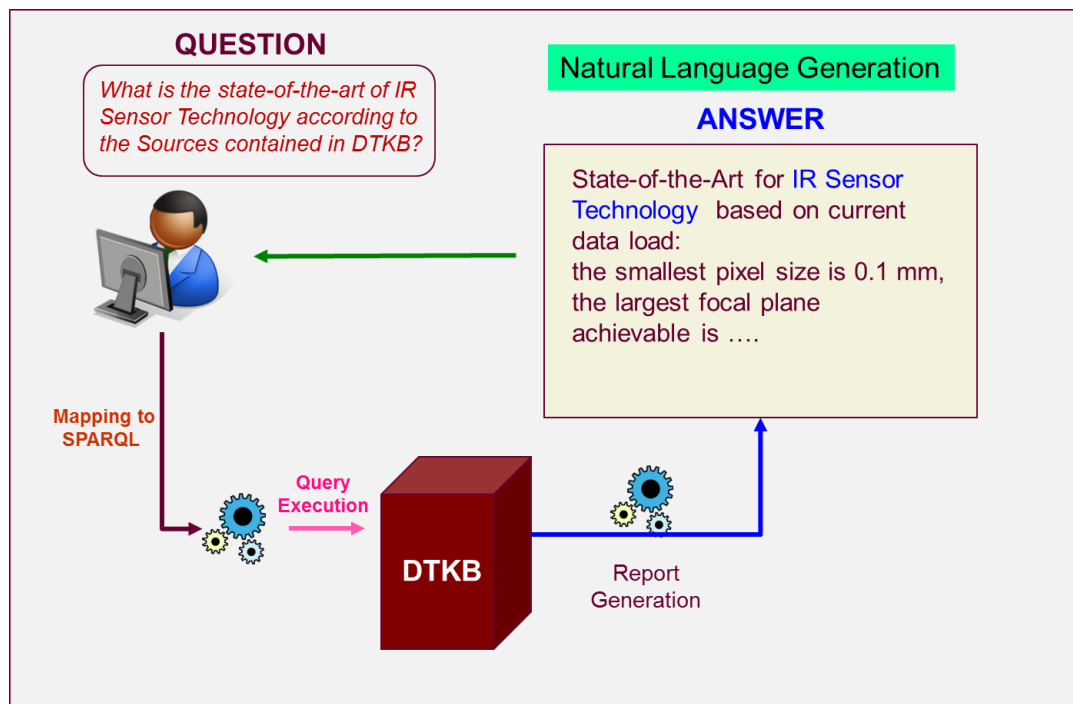 QUESTION
What is the state-of-the-art of IR
Sensor Technology according to
the Sources contained in DTKB?
Natural Language Generation
ANSWER
State-of-the-Art for IR Sensor
Technology based on current
data load:
the smallest pixel size is 0.1 mm,
the largest focal plane
achievable is ….
Mapping to
SPARQL
Query
Execution
DTKB
Report
Generation